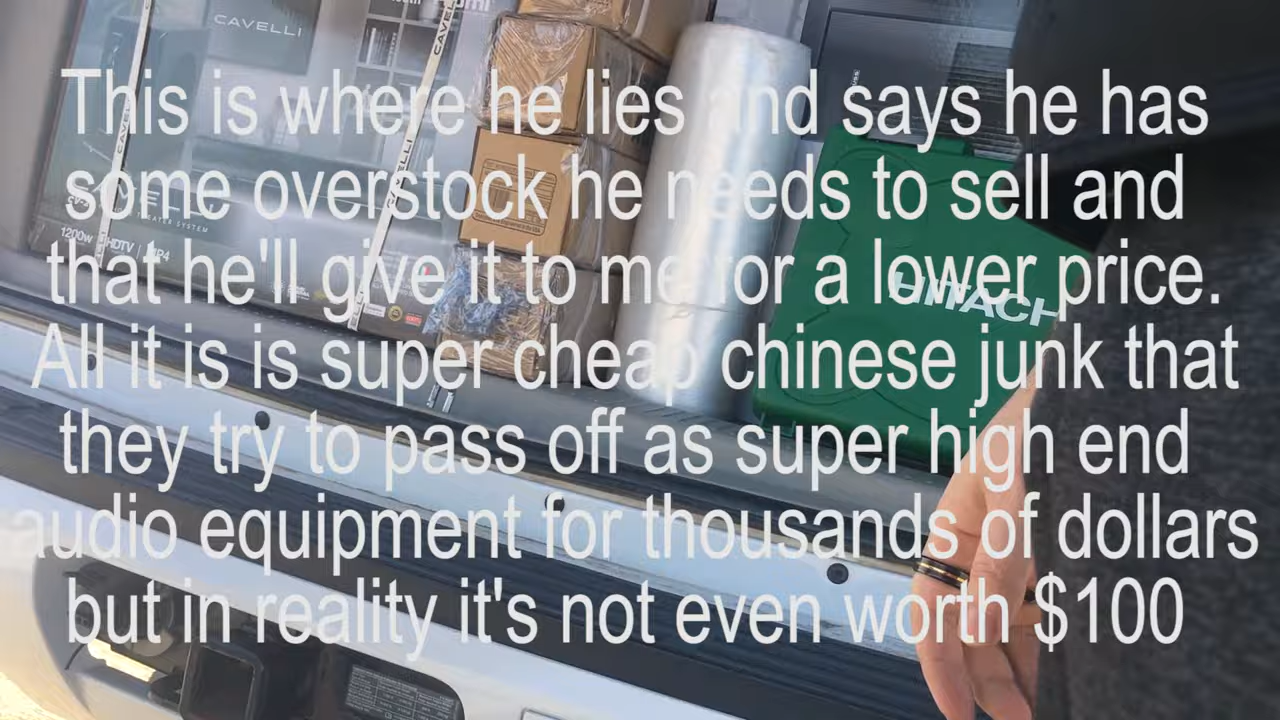 CAVELLI
This is where he lies and says he has
some overstock he needs to sell and
that he'll give it to me for a lower price.
All it is is super cheap chinese junk that
they try to pass off as super high end
audio equipment for thousands of dollars
but in reality it's not even worth $100
1200w
HDTV
MP4
HITACHI